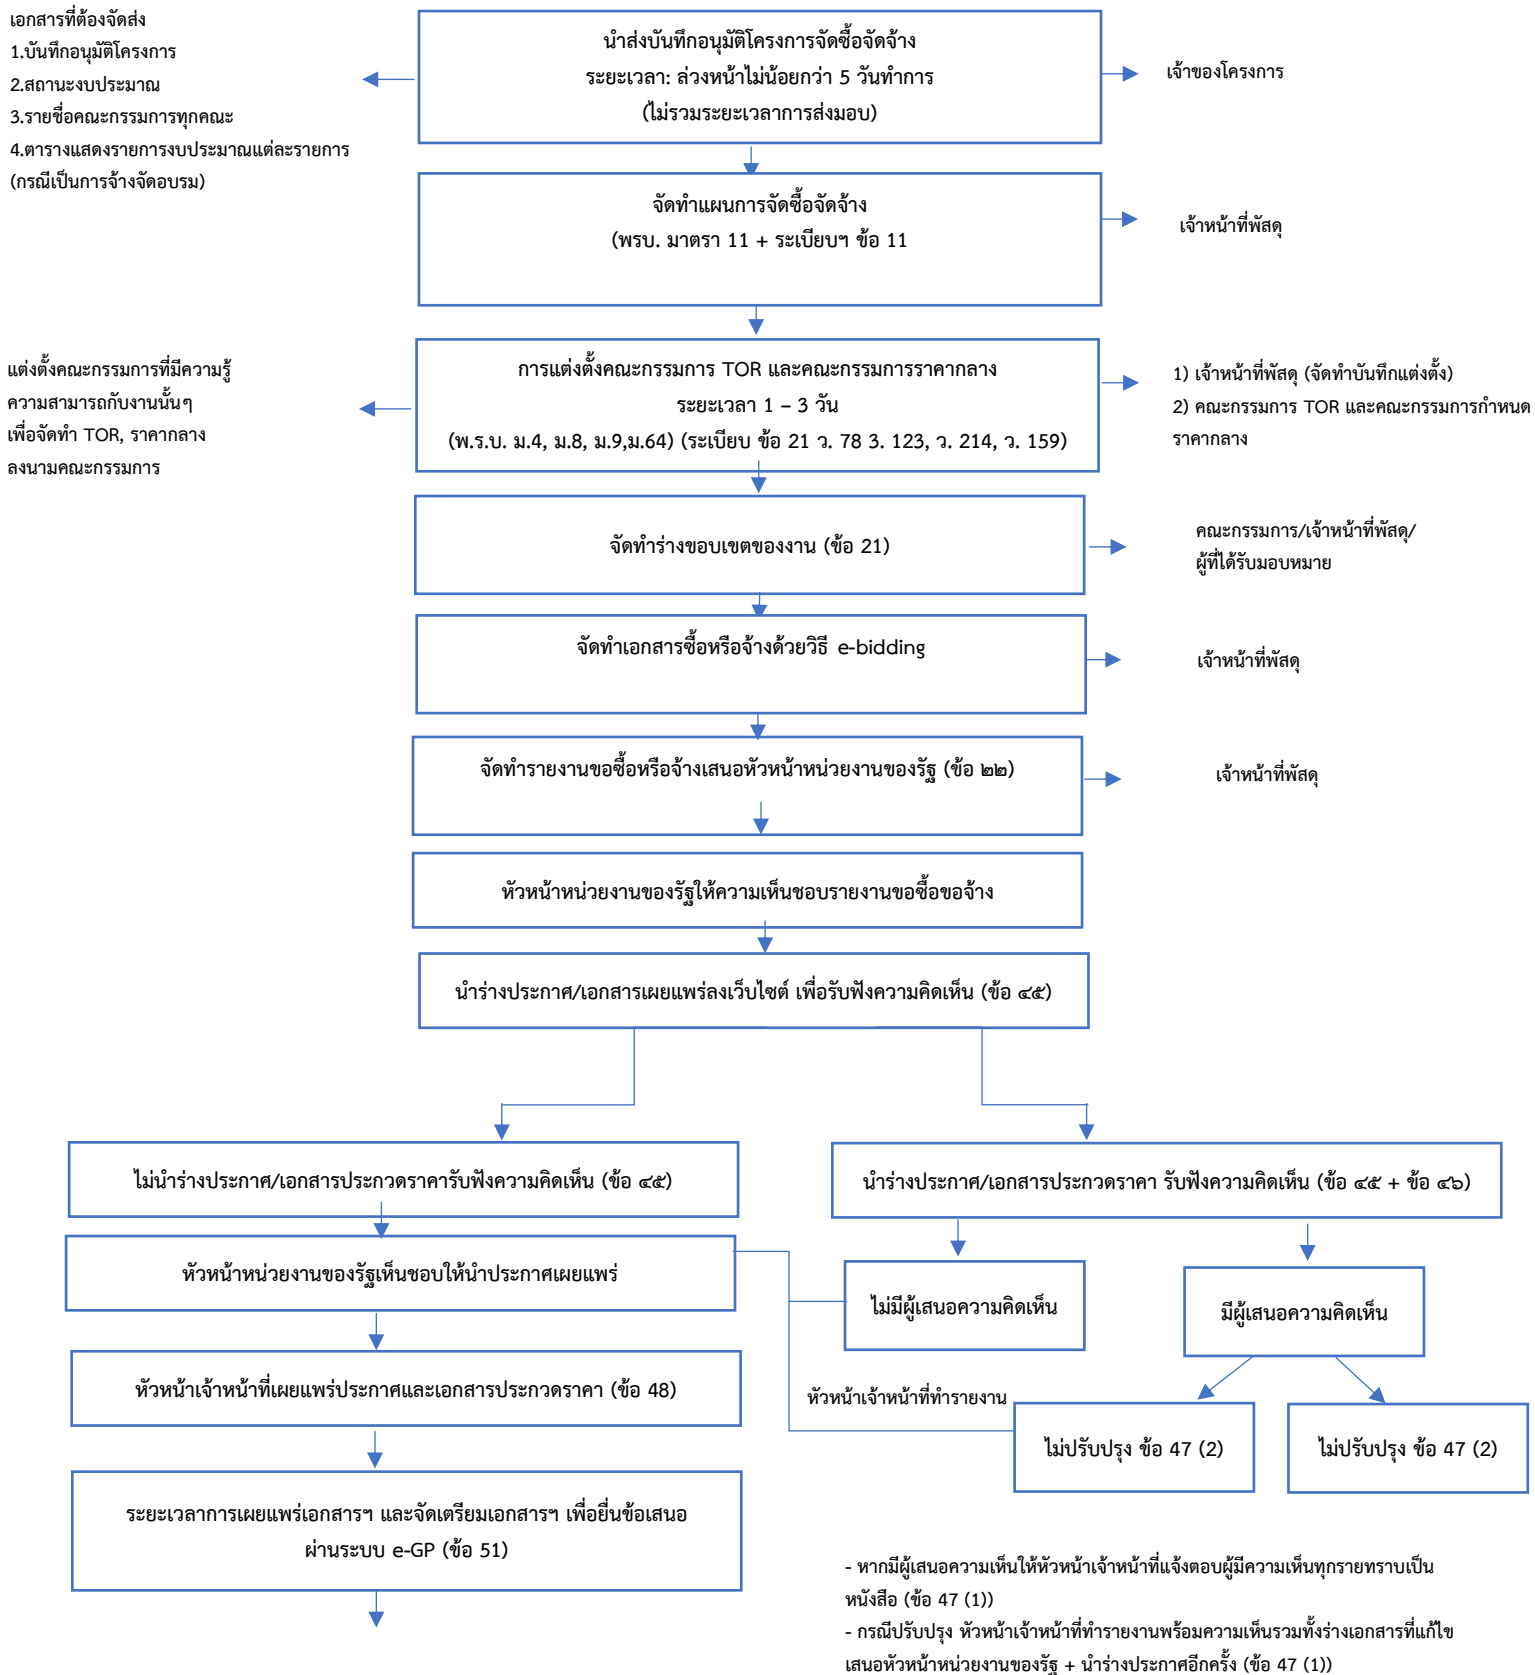 เอกสารที่ต้องจัดส่ง
1.บันทึกอนุมัติโครงการ
2.สถานะงบประมาณ
3.รายชื่อคณะกรรมการทุกคณะ
4.ตารางแสดงรายการงบประมาณแต่ละรายการ
(กรณีเป็นการจ้างจัดอบรม)
นำส่งบันทึกอนุมัติโครงการจัดซื้อจัดจ้าง
ระยะเวลา: ล่วงหน้าไม่น้อยกว่า 5 วันทำการ
(ไม่รวมระยะเวลาการส่งมอบ)
เจ้าของโครงการ
จัดทำแผนการจัดซื้อจัดจ้าง
(พรบ. มาตรา 11 + ระเบียบฯ ข้อ 11
เจ้าหน้าที่พัสดุ
แต่งตั้งคณะกรรมการที่มีความรู้
ความสามารถกับงานนั้นๆ
เพื่อจัดทำ TOR, ราคากลาง
ลงนามคณะกรรมการ
การแต่งตั้งคณะกรรมการ TOR และคณะกรรมการราคากลาง
ระยะเวลา 1 – 3 วัน
(พ.ร.บ. ม.4, ม.8, ม.9,ม.64) (ระเบียบ ข้อ 21 ว. 78 3. 123, ว. 214, ว. 159)
1) เจ้าหน้าที่พัสดุ (จัดทำบันทึกแต่งตั้ง)
2) คณะกรรมการ TOR และคณะกรรมการกำหนด
ราคากลาง
จัดทำร่างขอบเขตของงาน (ข้อ 21)
คณะกรรมการ/เจ้าหน้าที่พัสดุ/
ผู้ที่ได้รับมอบหมาย
จัดทำเอกสารซื้อหรือจ้างด้วยวิธี e-bidding
เจ้าหน้าที่พัสดุ
จัดทำรายงานขอซื้อหรือจ้างเสนอหัวหน้าหน่วยงานของรัฐ (ข้อ ๒๒)
เจ้าหน้าที่พัสดุ
หัวหน้าหน่วยงานของรัฐให้ความเห็นชอบรายงานขอซื้อขอจ้าง
นำร่างประกาศ/เอกสารเผยแพร่ลงเว็บไซต์ เพื่อรับฟังความคิดเห็น (ข้อ ๔๕)
ไม่นำร่างประกาศ/เอกสารประกวดราคารับฟังความคิดเห็น (ข้อ ๔๕)
นำร่างประกาศ/เอกสารประกวดราคา รับฟังความคิดเห็น (ข้อ ๔๕ + ข้อ ๔๖)
หัวหน้าหน่วยงานของรัฐเห็นชอบให้นำประกาศเผยแพร่
ไม่มีผู้เสนอความคิดเห็น
มีผู้เสนอความคิดเห็น
หัวหน้าเจ้าหน้าที่เผยแพร่ประกาศและเอกสารประกวดราคา (ข้อ 48)
หัวหน้าเจ้าหน้าที่ทำรายงาน
ไม่ปรับปรุง ข้อ 47 (2)
ไม่ปรับปรุง ข้อ 47 (2)
ระยะเวลาการเผยแพร่เอกสารฯ และจัดเตรียมเอกสารฯ เพื่อยื่นข้อเสนอ
ผ่านระบบ e-GP (ข้อ 51)
- หากมีผู้เสนอความเห็นให้หัวหน้าเจ้าหน้าที่แจ้งตอบผู้มีความเห็นทุกรายทราบเป็น
หนังสือ (ข้อ 47 (1))
- กรณีปรับปรุง หัวหน้าเจ้าหน้าที่ทำรายงานพร้อมความเห็นรวมทั้งร่างเอกสารที่แก้ไข
เสนอหัวหน้าหน่วยงานของรัฐ + นำร่างประกาศอีกครั้ง (ข้อ 47 (1))